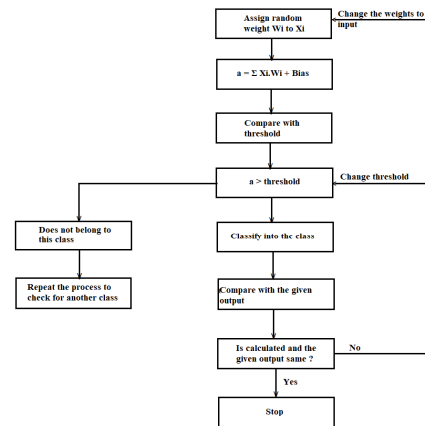 Assign random
weight Wi to Xi
Change the weights to
input
a = Σ Xi.Wi + Bias
Compare with
threshold
a > threshold
Change threshold
Does not belong to
this class
Classify into the class
Repeat the process to
check for another class
Compare with the given
output
Is calculated and the
given output same ?
No
Yes
Stop